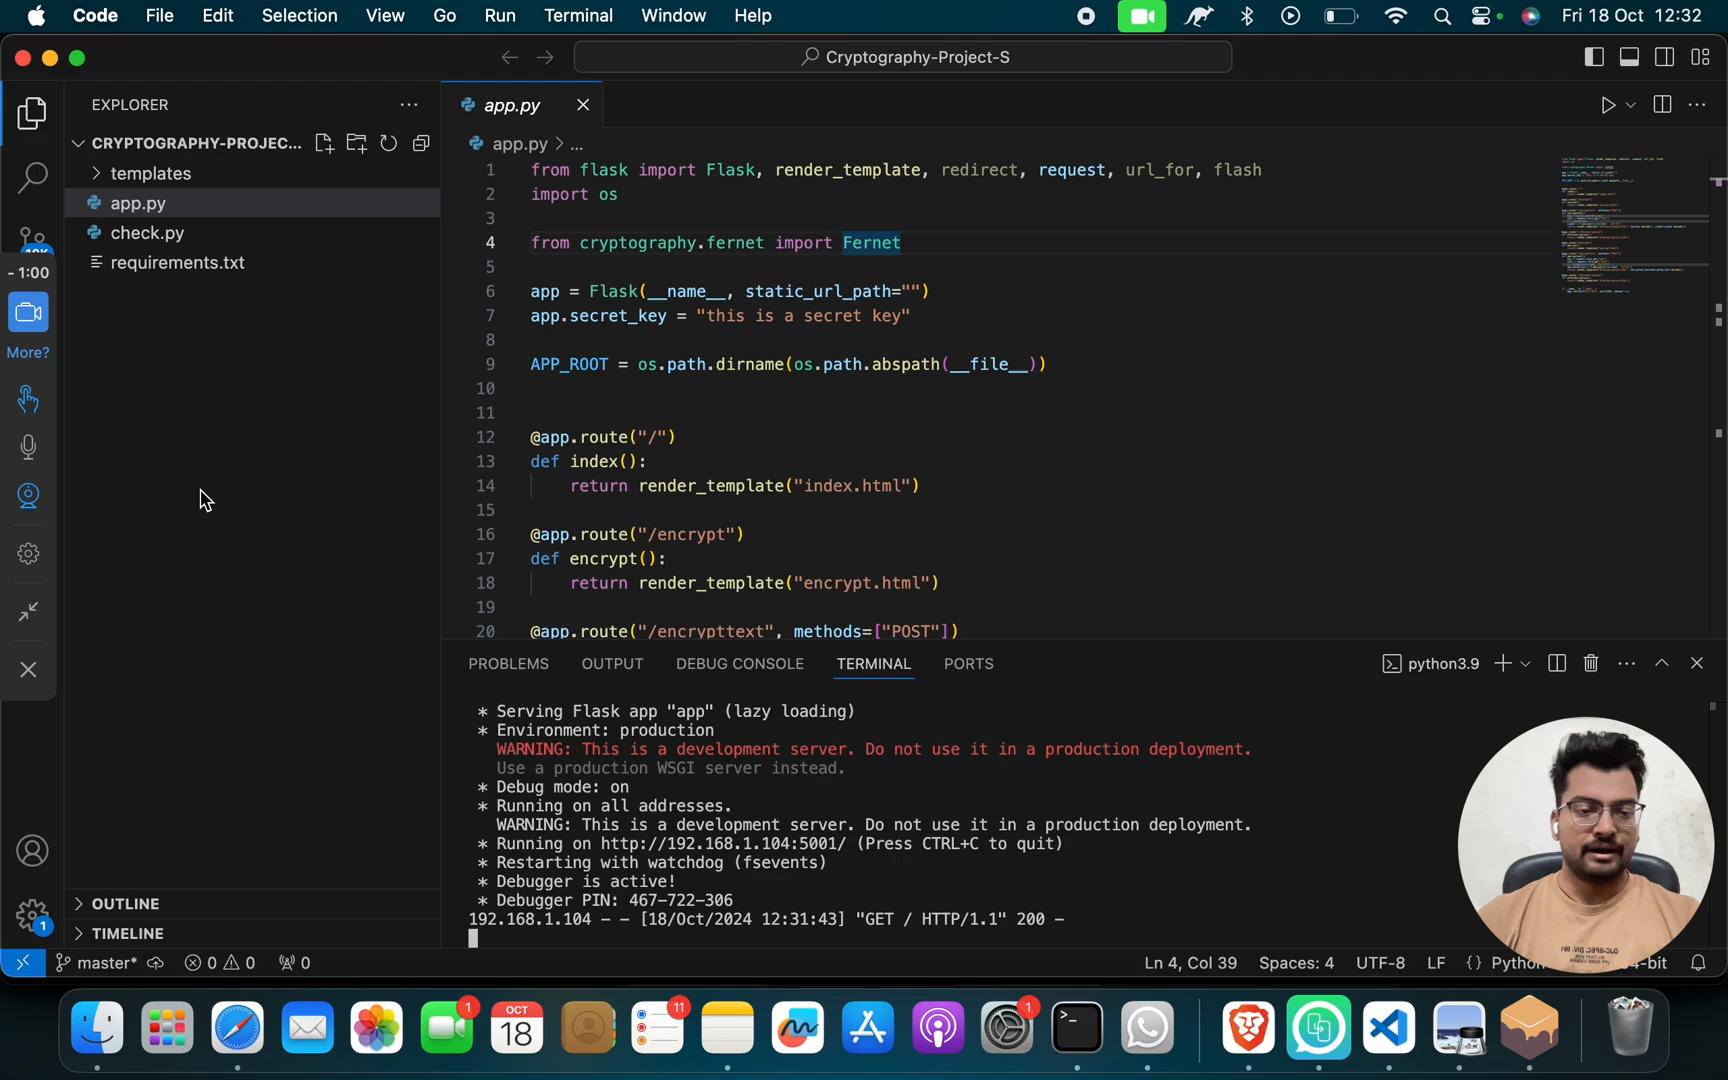 Code File Edit Selection View Go Run Terminal Window Help Fri 18 Oct 12:32
Cryptography-Project-S
EXPLORER
CRYPTOGRAPHY-PROJEC...
templates
app.py
check.py
requirements.txt
- 1:00
More?
OUTLINE
TIMELINE
1
app.py
app.py > ...
1 from flask import Flask, render_template, redirect, request, url_for, flash
2 import os
3
4 from cryptography.fernet import Fernet
5
6 app = Flask(__name__, static_url_path="")
7 app.secret_key = "this is a secret key"
8
9 APP_ROOT = os.path.dirname(os.path.abspath(__file__))
10
11
12 @app.route("/")
13 def index():
14 return render_template("index.html")
15
16 @app.route("/encrypt")
17 def encrypt():
18 return render_template("encrypt.html")
19
20 @app.route("/encrypttext", methods=["POST"])
PROBLEMS OUTPUT DEBUG CONSOLE TERMINAL PORTS python3.9
* Serving Flask app "app" (lazy loading)
* Environment: production
WARNING: This is a development server. Do not use it in a production deployment.
Use a production WSGI server instead.
* Debug mode: on
* Running on all addresses.
WARNING: This is a development server. Do not use it in a production deployment.
* Running on http://192.168.1.104:5001/ (Press CTRL+C to quit)
* Restarting with watchdog (fsevents)
* Debugger is active!
* Debugger PIN: 467-722-306
192.168.1.104 - - [18/Oct/2024 12:31:43] "GET / HTTP/1.1" 200 -
master* 0 0 0 Ln 4, Col 39 Spaces: 4 UTF-8 LF {} Python -bit
1 OCT 18 11 1